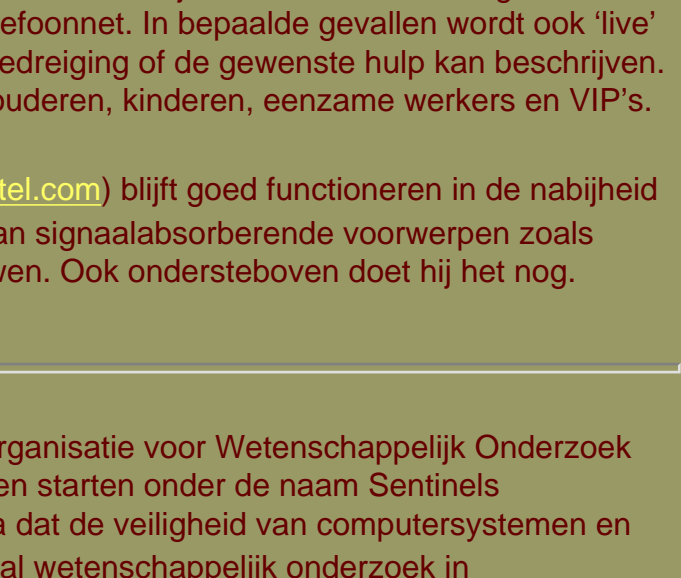 efoonnet. In bepaalde gevallen wordt ook ‘live’
edreiging of de gewenste hulp kan beschrijven.
ouderen, kinderen, eenzame werkers en VIP’s.
tel.com) blijft goed functioneren in de nabijheid
an signaalabsorberende voorwerpen zoals
wen. Ook ondersteboven doet hij het nog.
rganisatie voor Wetenschappelijk Onderzoek
en starten onder de naam Sentinels
a dat de veiligheid van computersystemen en
al wetenschappelijk onderzoek in